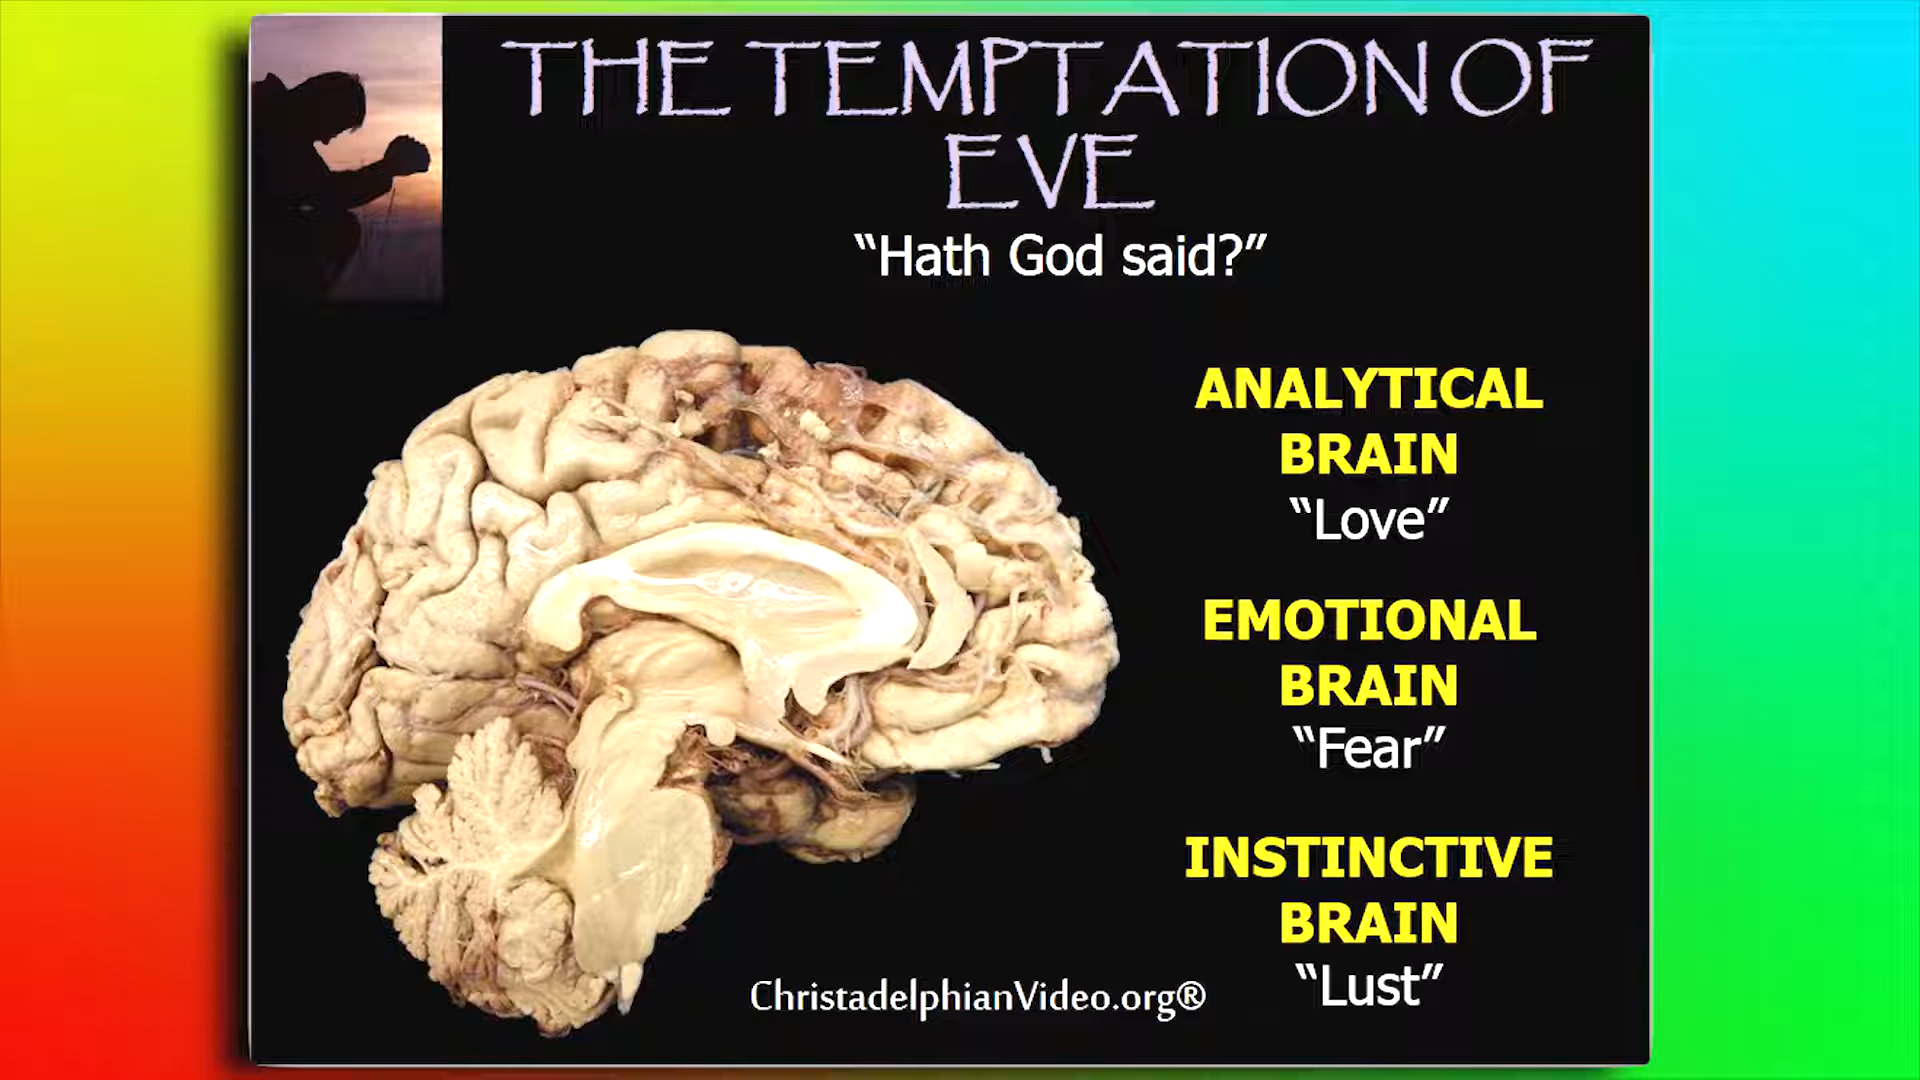 THE TEMPTATION OF
EVE
“Hath God said?”
ANALYTICAL
BRAIN
“Love”
EMOTIONAL
BRAIN
“Fear”
INSTINCTIVE
BRAIN
“Lust”
ChristadelphianVideo.org®